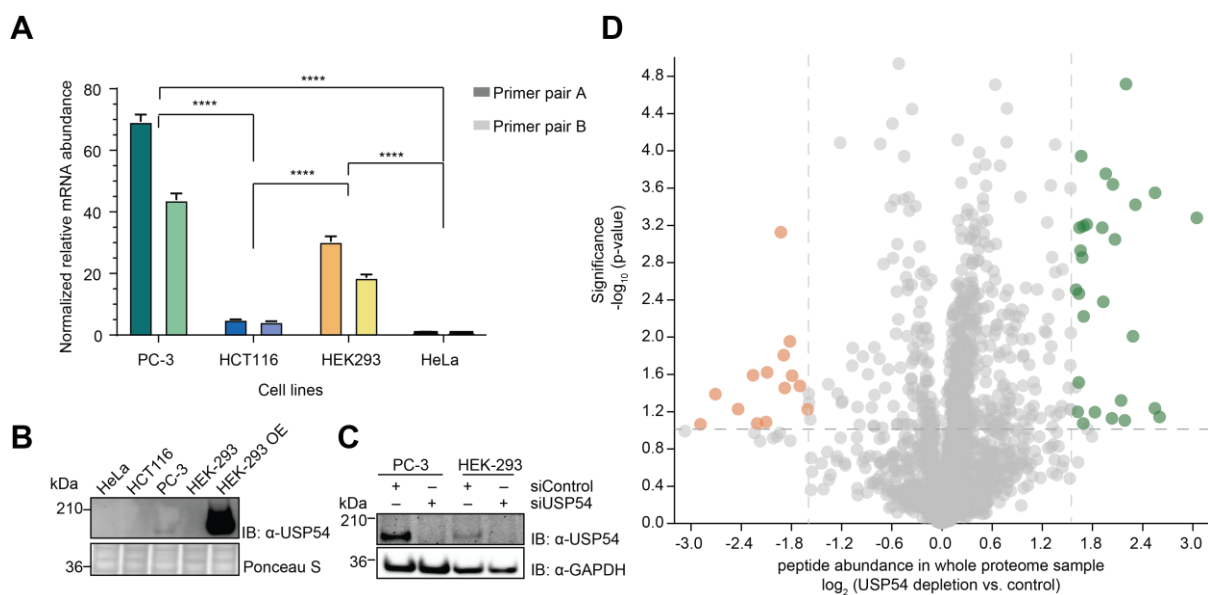 A
Normalized relative mRNA abundance
80
60
40
20
0
****
****
****
****
Primer pair A
Primer pair B
PC-3 HCT116 HEK293 HeLa
Cell lines
B
HeLa HCT116 PC-3 HEK-293 HEK-293 OE
kDa
210
IB: α-USP54
36
Ponceau S
C
PC-3 HEK-293
+ – + – siControl
– + – + siUSP54
kDa
210
IB: α-USP54
36
IB: α-GAPDH
D
Significance
-log10 (p-value)
4.8
4.4
4.0
3.6
3.2
2.8
2.4
2.0
1.6
1.2
0.8
0.4
0.0
-3.0 -2.4 -1.8 -1.2 -0.6 0.0 0.6 1.2 1.8 2.4 3.0
peptide abundance in whole proteome sample
log2 (USP54 depletion vs. control)